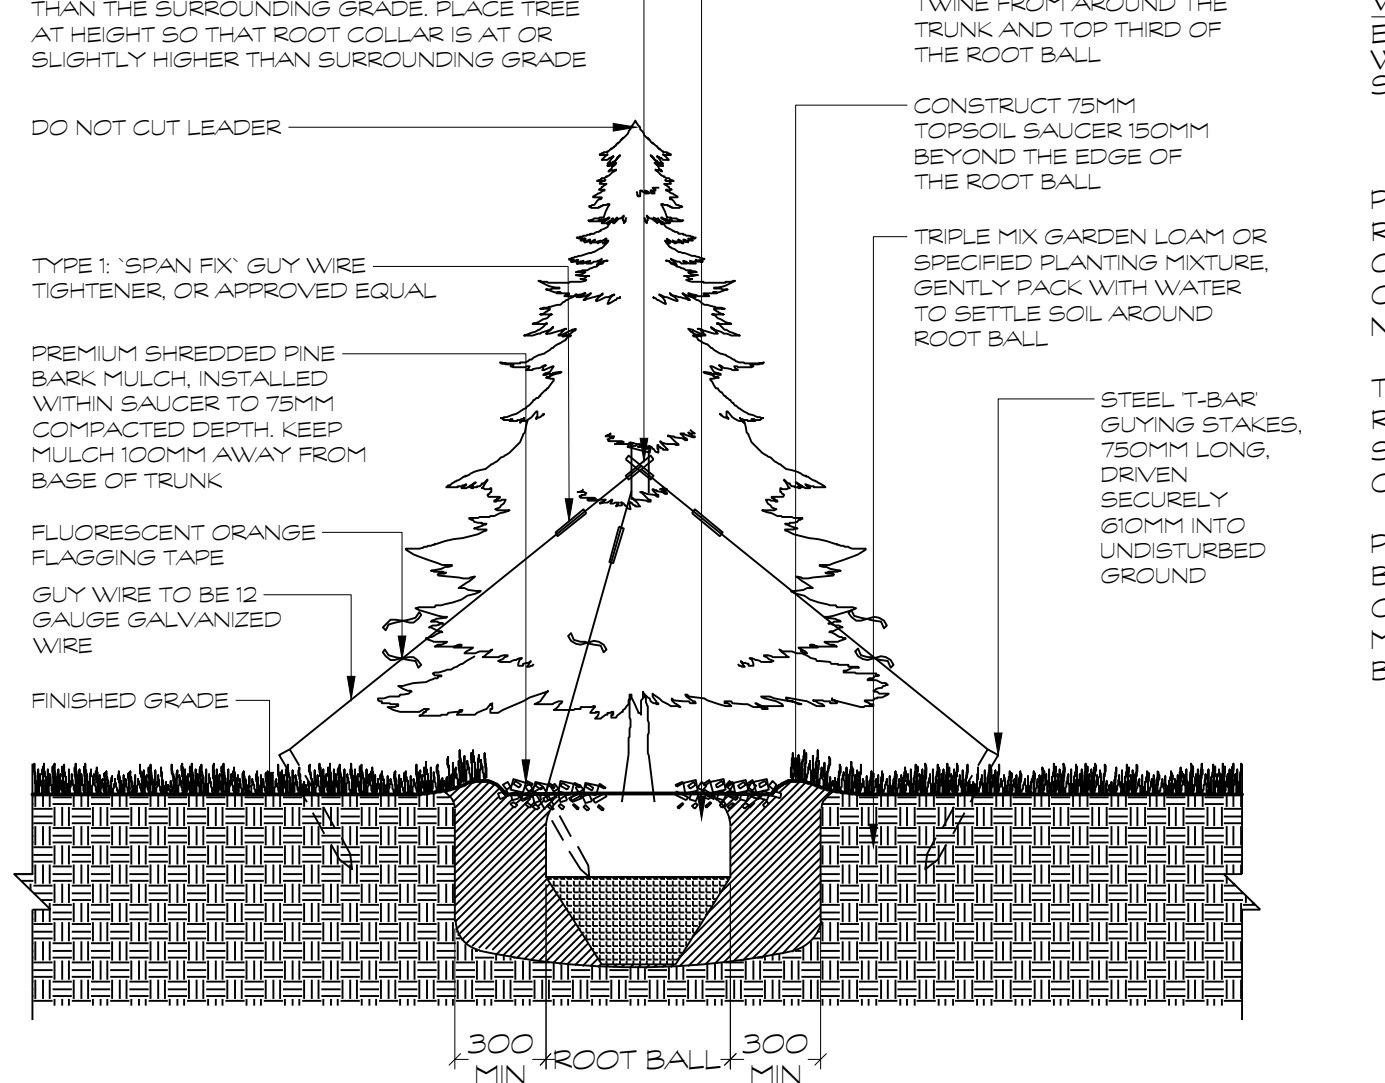 THAN THE SURROUNDING GRADE. PLACE TREE
AT HEIGHT SO THAT ROOT COLLAR IS AT OR
SLIGHTLY HIGHER THAN SURROUNDING GRADE
DO NOT CUT LEADER
TYPE 1: `SPAN FIX` GUY WIRE
TIGHTENER, OR APPROVED EQUAL
PREMIUM SHREDDED PINE
BARK MULCH, INSTALLED
WITHIN SAUCER TO 75MM
COMPACTED DEPTH. KEEP
MULCH 100MM AWAY FROM
BASE OF TRUNK
FLUORESCENT ORANGE
FLAGGING TAPE
GUY WIRE TO BE 12
GAUGE GALVANIZED
WIRE
FINISHED GRADE
TWINE FROM AROUND THE
TRUNK AND TOP THIRD OF
THE ROOT BALL
CONSTRUCT 75MM
TOPSOIL SAUCER 150MM
BEYOND THE EDGE OF
THE ROOT BALL
TRIPLE MIX GARDEN LOAM OR
SPECIFIED PLANTING MIXTURE,
GENTLY PACK WITH WATER
TO SETTLE SOIL AROUND
ROOT BALL
STEEL 'T-BAR'
GUYING STAKES,
750MM LONG,
DRIVEN
SECURELY
610MM INTO
UNDISTURBED
GROUND
300
MIN
ROOT BALL
300
MIN